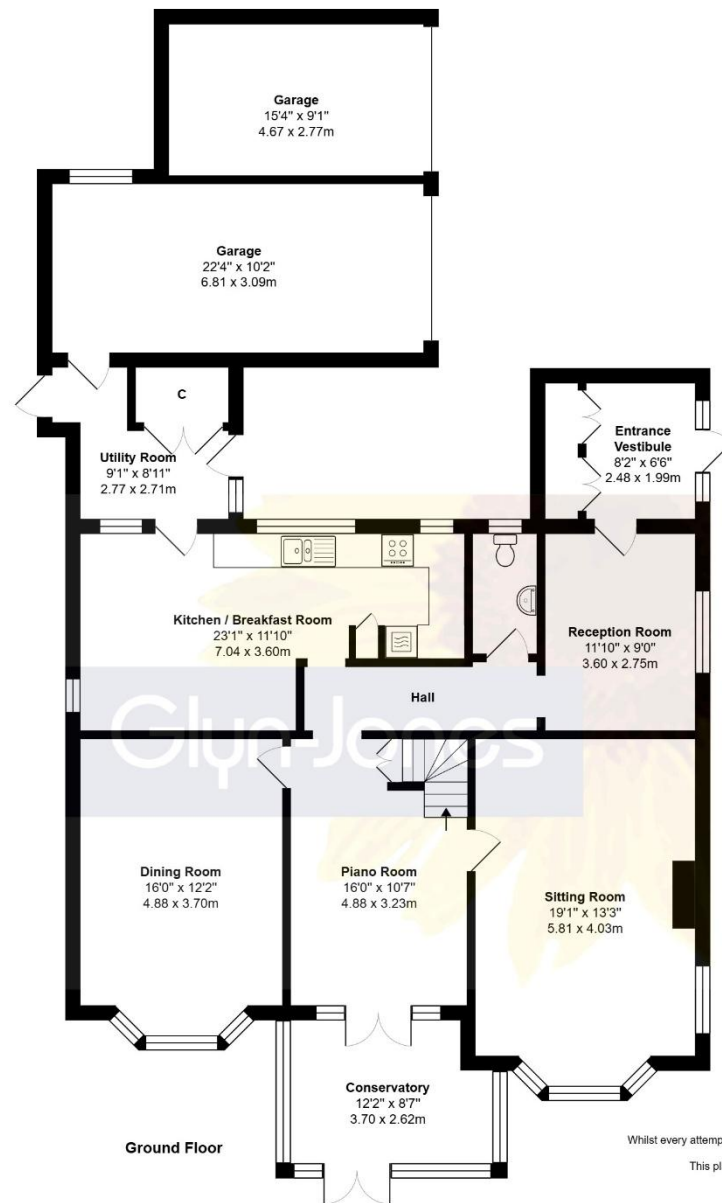 Garage
15'4" x 9'1"
4.67 x 2.77m
Garage
22'4" x 10'2"
6.81 x 3.09m
C
Utility Room
9'1" x 8'11"
2.77 x 2.71m
Entrance
Vestibule
8'2" x 6'6"
2.48 x 1.99m
Kitchen / Breakfast Room
23'1" x 11'10"
7.04 x 3.60m
Reception Room
11'10" x 9'0"
3.60 x 2.75m
Hall
Glyn-Jones
Dining Room
16'0" x 12'2"
4.88 x 3.70m
Piano Room
16'0" x 10'7"
4.88 x 3.23m
Sitting Room
19'1" x 13'3"
5.81 x 4.03m
Conservatory
12'2" x 8'7"
3.70 x 2.62m
Ground Floor
Whilst every attemp
This pl